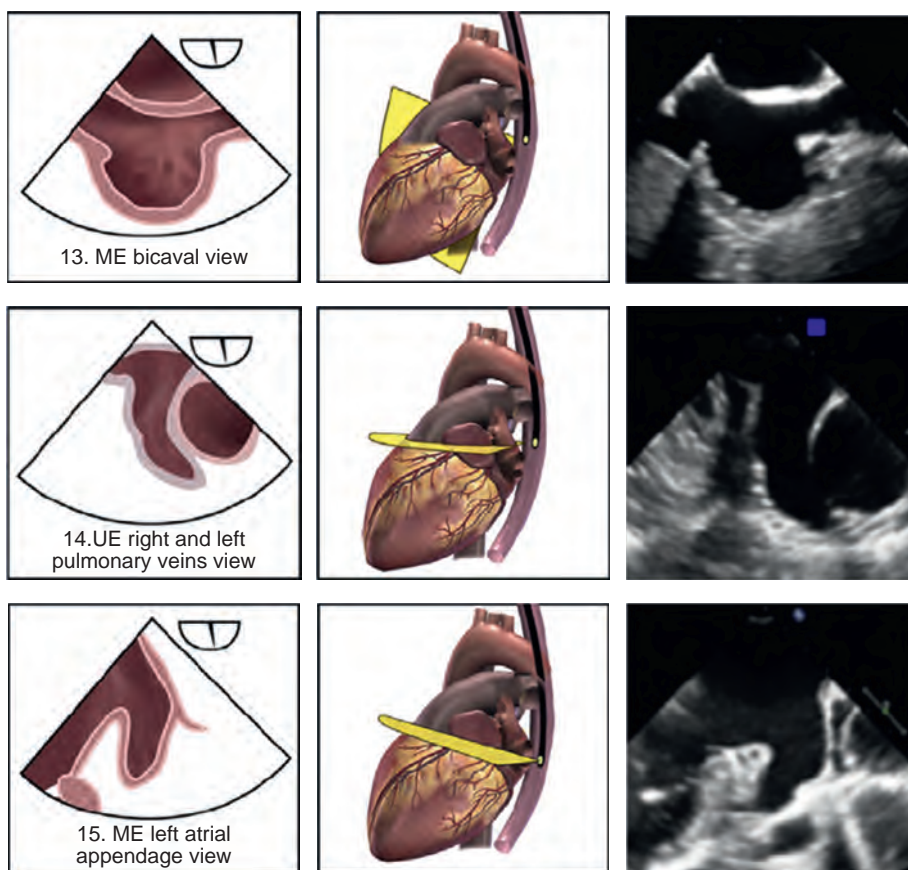 13. ME bicaval view
14.UE right and left
pulmonary veins view
15. ME left atrial
appendage view